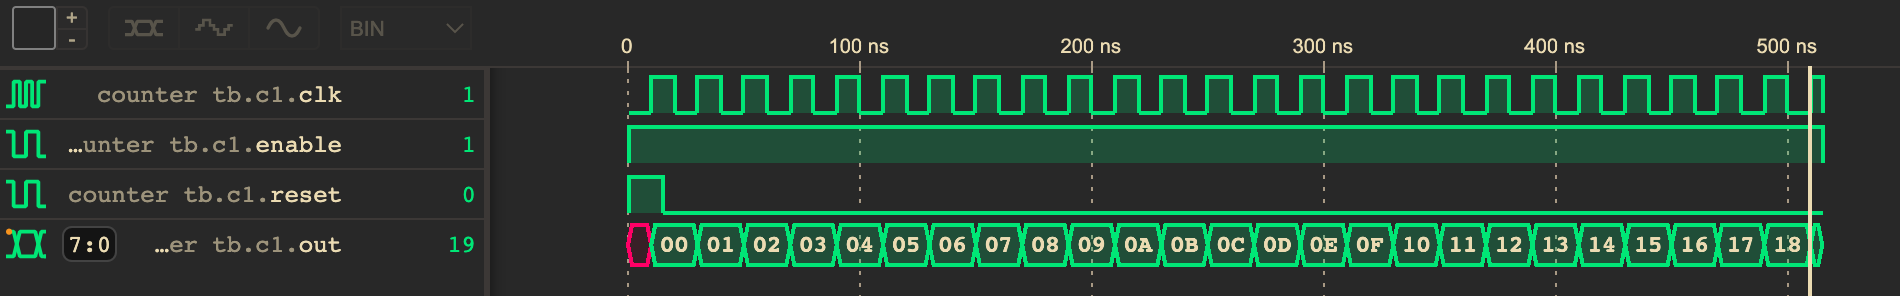 +
-
BIN
0 100 ns 200 ns 300 ns 400 ns 500 ns
counter tb.c1.clk 1
…unter tb.c1.enable 1
counter tb.c1.reset 0
7:0 …er tb.c1.out 19 00 01 02 03 04 05 06 07 08 09 0A 0B 0C 0D 0E 0F 10 11 12 13 14 15 16 17 18